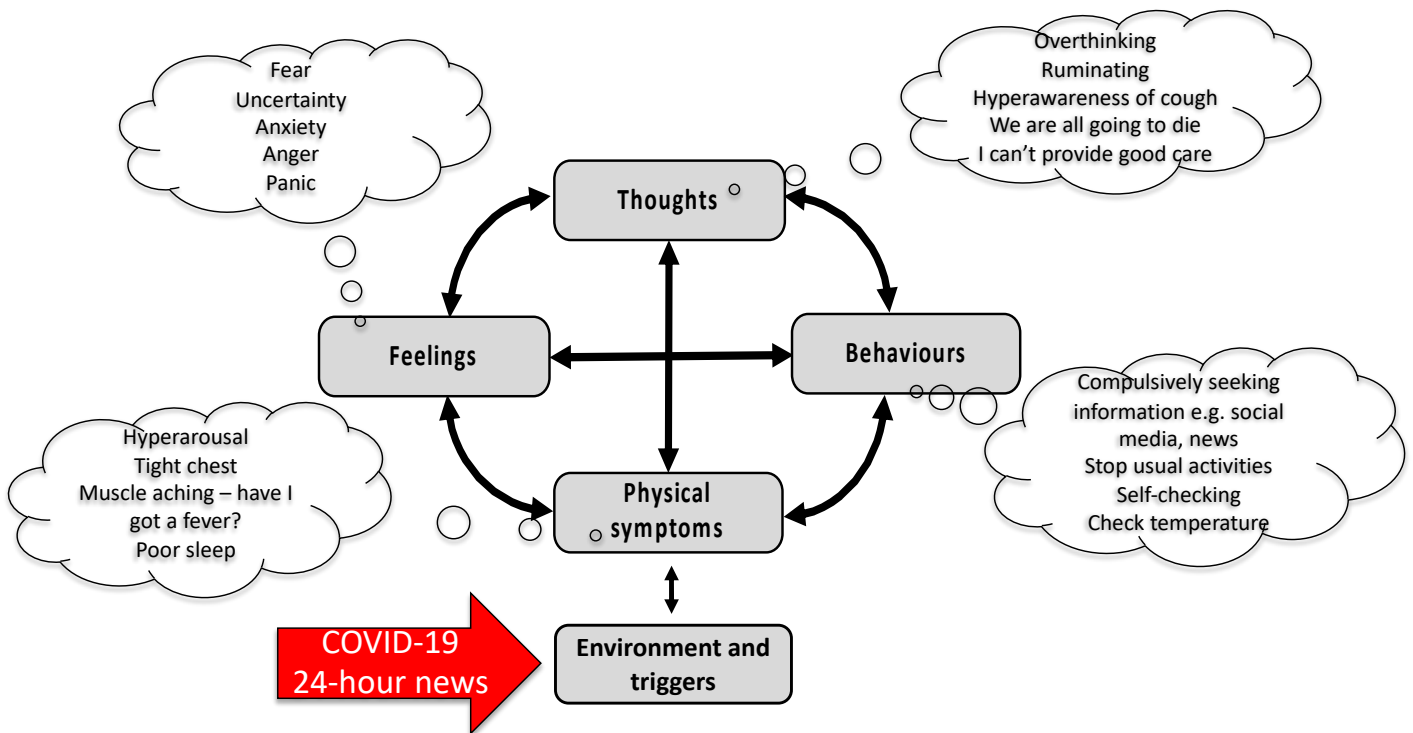 Fear
Uncertainty
Anxiety
Anger
Panic
Overthinking
Ruminating
Hyperawareness of cough
We are all going to die
I can’t provide good care
Thoughts
Feelings
Behaviours
Hyperarousal
Tight chest
Muscle aching – have I
got a fever?
Poor sleep
Physical
symptoms
Compulsively seeking
information e.g. social
media, news
Stop usual activities
Self-checking
Check temperature
COVID-19
24-hour news
Environment and
triggers